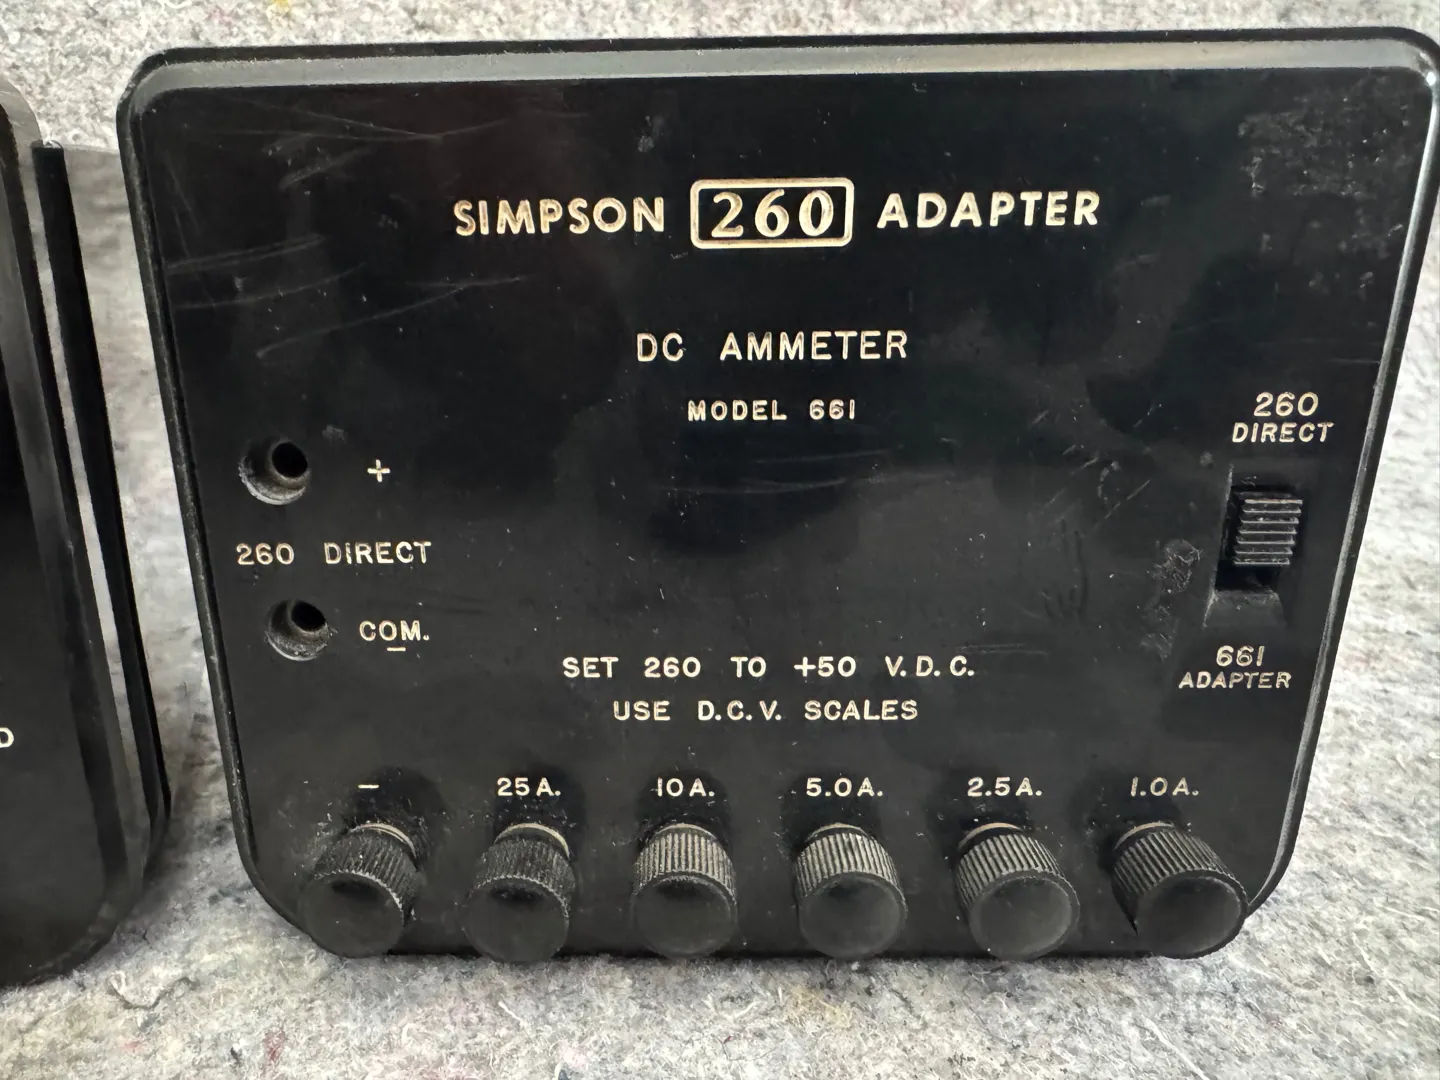 SIMPSON 260 ADAPTER
DC AMMETER
MODEL 661
260
DIRECT
+
260 DIRECT
COM.
–
661
ADAPTER
SET 260 TO +50 V.D.C.
USE D.C.V. SCALES
– 25A. 10A. 5.0A. 2.5A. 1.0A.
D